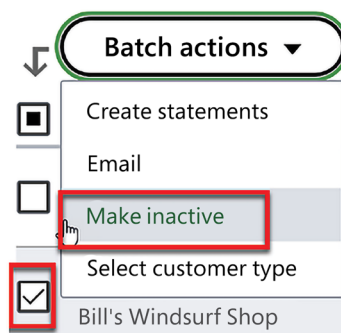 Batch actions
Create statements
Email
Make inactive
Select customer type
Bill's Windsurf Shop